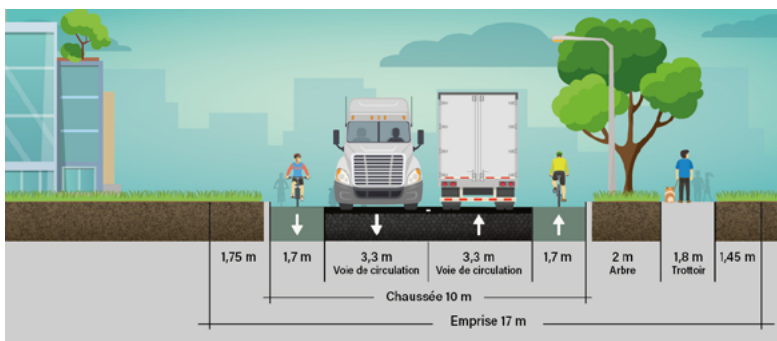 1,75 m
1,7 m
3,3 m
Voie de circulation
3,3 m
Voie de circulation
1,7 m
2 m
Arbre
1,8 m
Trottoir
1,45 m
Chaussée 10 m
Emprise 17 m